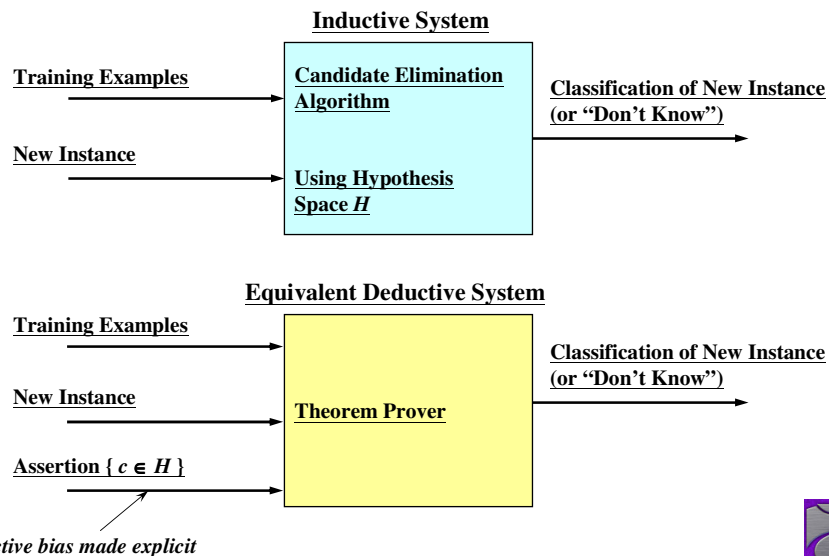 Inductive System
Training Examples
Candidate Elimination
Algorithm
Classification of New Instance
(or “Don’t Know”)
New Instance
Using Hypothesis
Space H
Equivalent Deductive System
Training Examples
Classification of New Instance
(or “Don’t Know”)
New Instance
Theorem Prover
Assertion { c ∈ H }
ctive bias made explicit